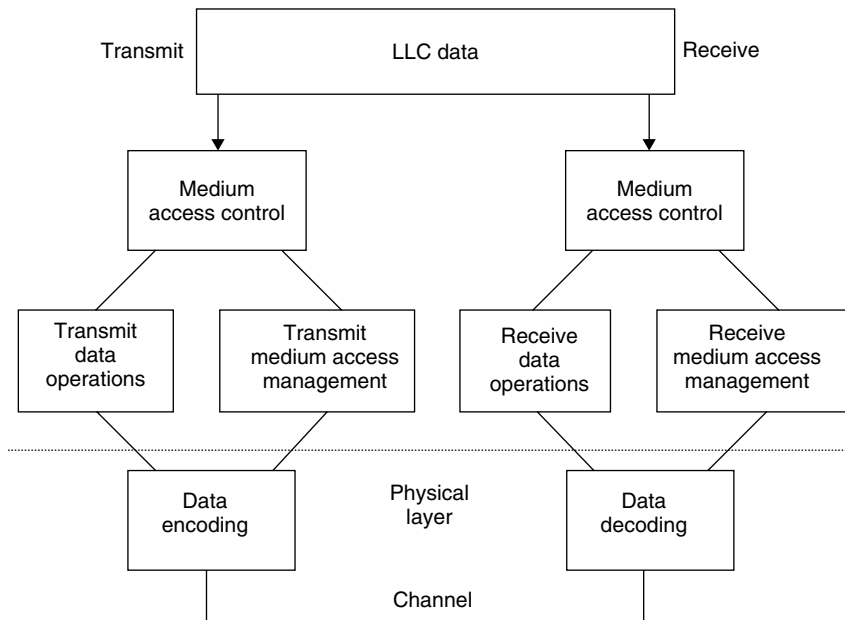 Transmit
LLC data
Receive
Medium
access control
Medium
access control
Transmit
data
operations
Transmit
medium access
management
Receive
data
operations
Receive
medium access
management
Data
encoding
Physical
layer
Data
decoding
Channel